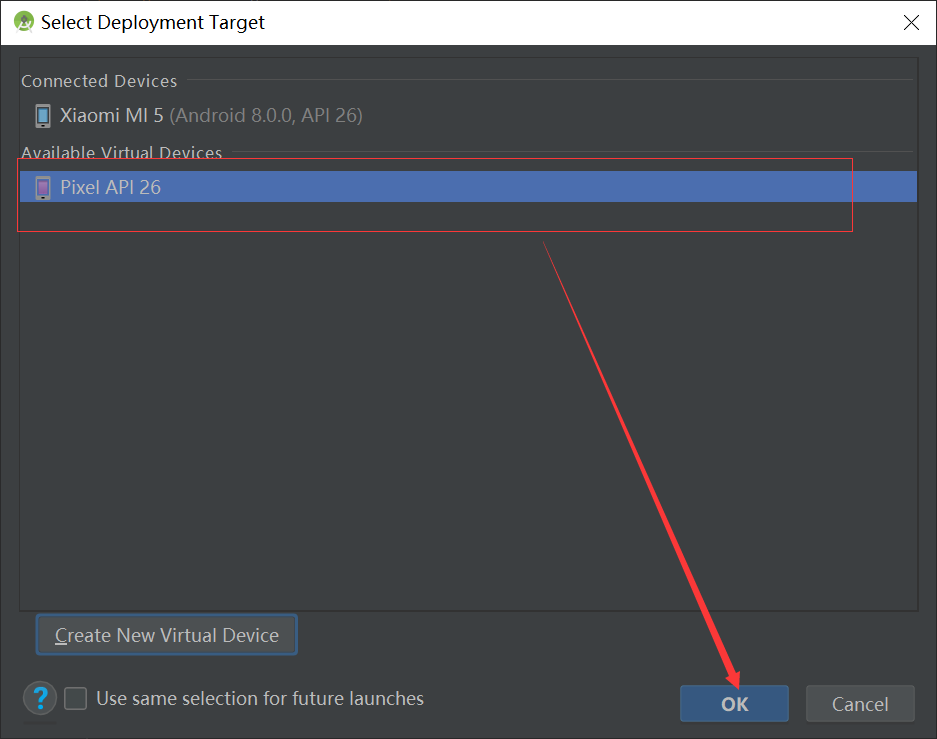 Select Deployment Target
Connected Devices
Xiaomi MI 5 (Android 8.0.0, API 26)
Available Virtual Devices
Pixel API 26
Create New Virtual Device
? Use same selection for future launches
OK Cancel